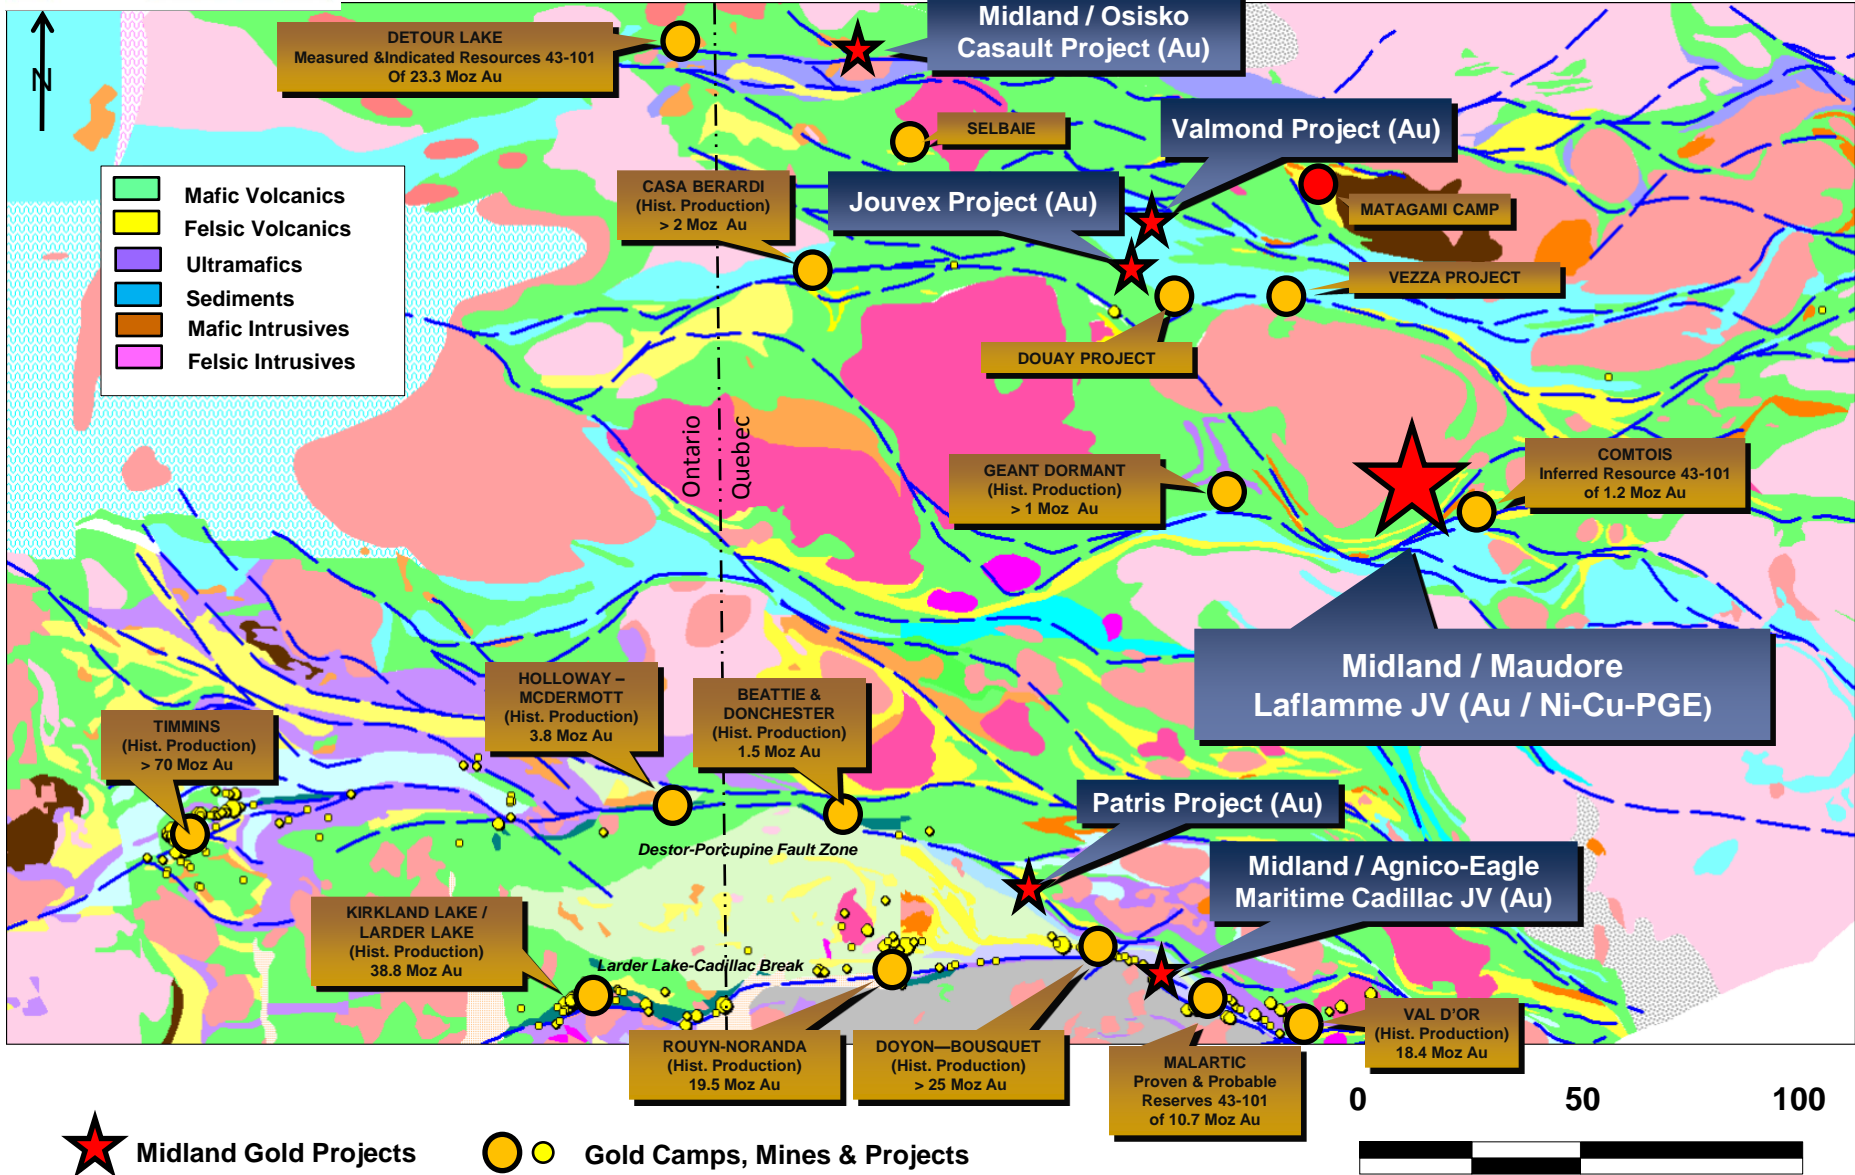 Midland / Osisko
Casault Project (Au)
DETOUR LAKE
Measured &Indicated Resources 43-101
Of 23.3 Moz Au
N
SELBAIE
Valmond Project (Au)
Mafic Volcanics
Felsic Volcanics
Ultramafics
Sediments
Mafic Intrusives
Felsic Intrusives
CASA BERARDI
(Hist. Production)
> 2 Moz Au
Jouvex Project (Au)
MATAGAMI CAMP
VEZZA PROJECT
DOUAY PROJECT
Ontario
Quebec
GEANT DORMANT
(Hist. Production)
> 1 Moz Au
COMTOIS
Inferred Resource 43-101
of 1.2 Moz Au
Midland / Maudore
Laflamme JV (Au / Ni-Cu-PGE)
HOLLOWAY –
MCDERMOTT
(Hist. Production)
3.8 Moz Au
BEATTIE &
DONCHESTER
(Hist. Production)
1.5 Moz Au
TIMMINS
(Hist. Production)
> 70 Moz Au
Patris Project (Au)
Destor-Porcupine Fault Zone
Midland / Agnico-Eagle
Maritime Cadillac JV (Au)
KIRKLAND LAKE /
LARDER LAKE
(Hist. Production)
38.8 Moz Au
Larder Lake-Cadillac Break
ROUYN-NORANDA
(Hist. Production)
19.5 Moz Au
DOYON—BOUSQUET
(Hist. Production)
> 25 Moz Au
MALARTIC
Proven & Probable
Reserves 43-101
of 10.7 Moz Au
VAL D'OR
(Hist. Production)
18.4 Moz Au
0 50 100
Midland Gold Projects
Gold Camps, Mines & Projects